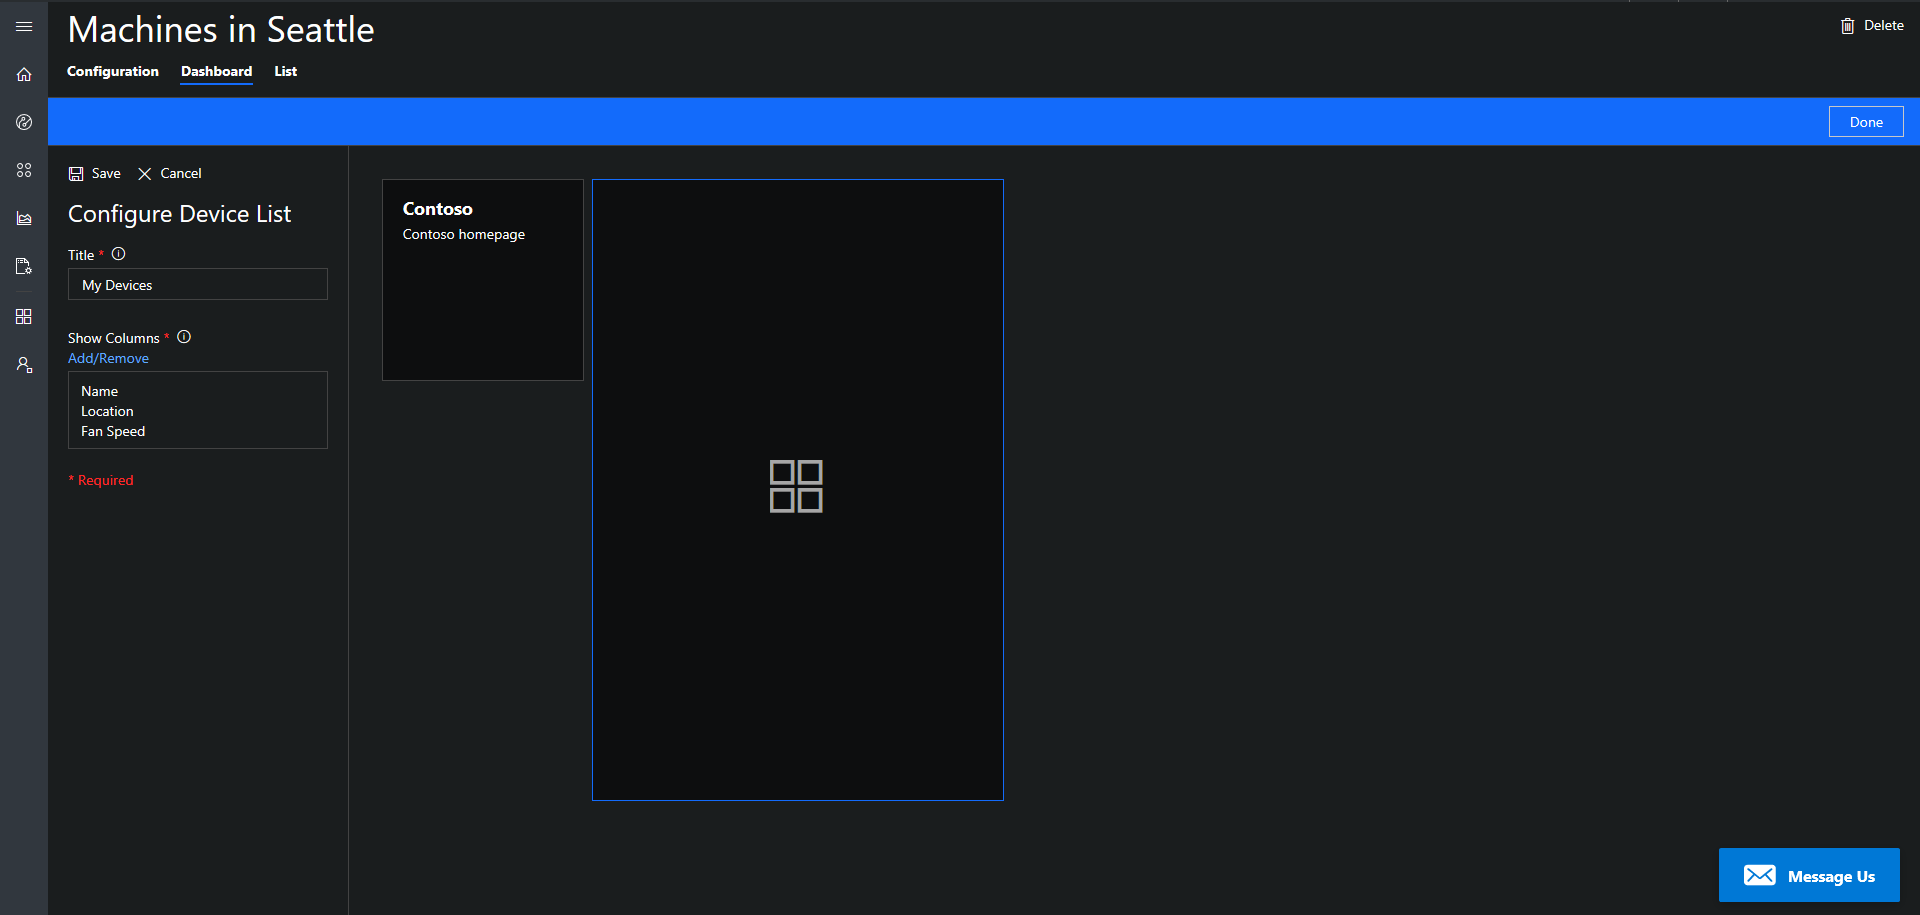 Machines in Seattle
Delete
Configuration Dashboard List
Done
Save Cancel
Configure Device List
Title *
My Devices
Show Columns *
Add/Remove
Name
Location
Fan Speed
* Required
Contoso
Contoso homepage
Message Us